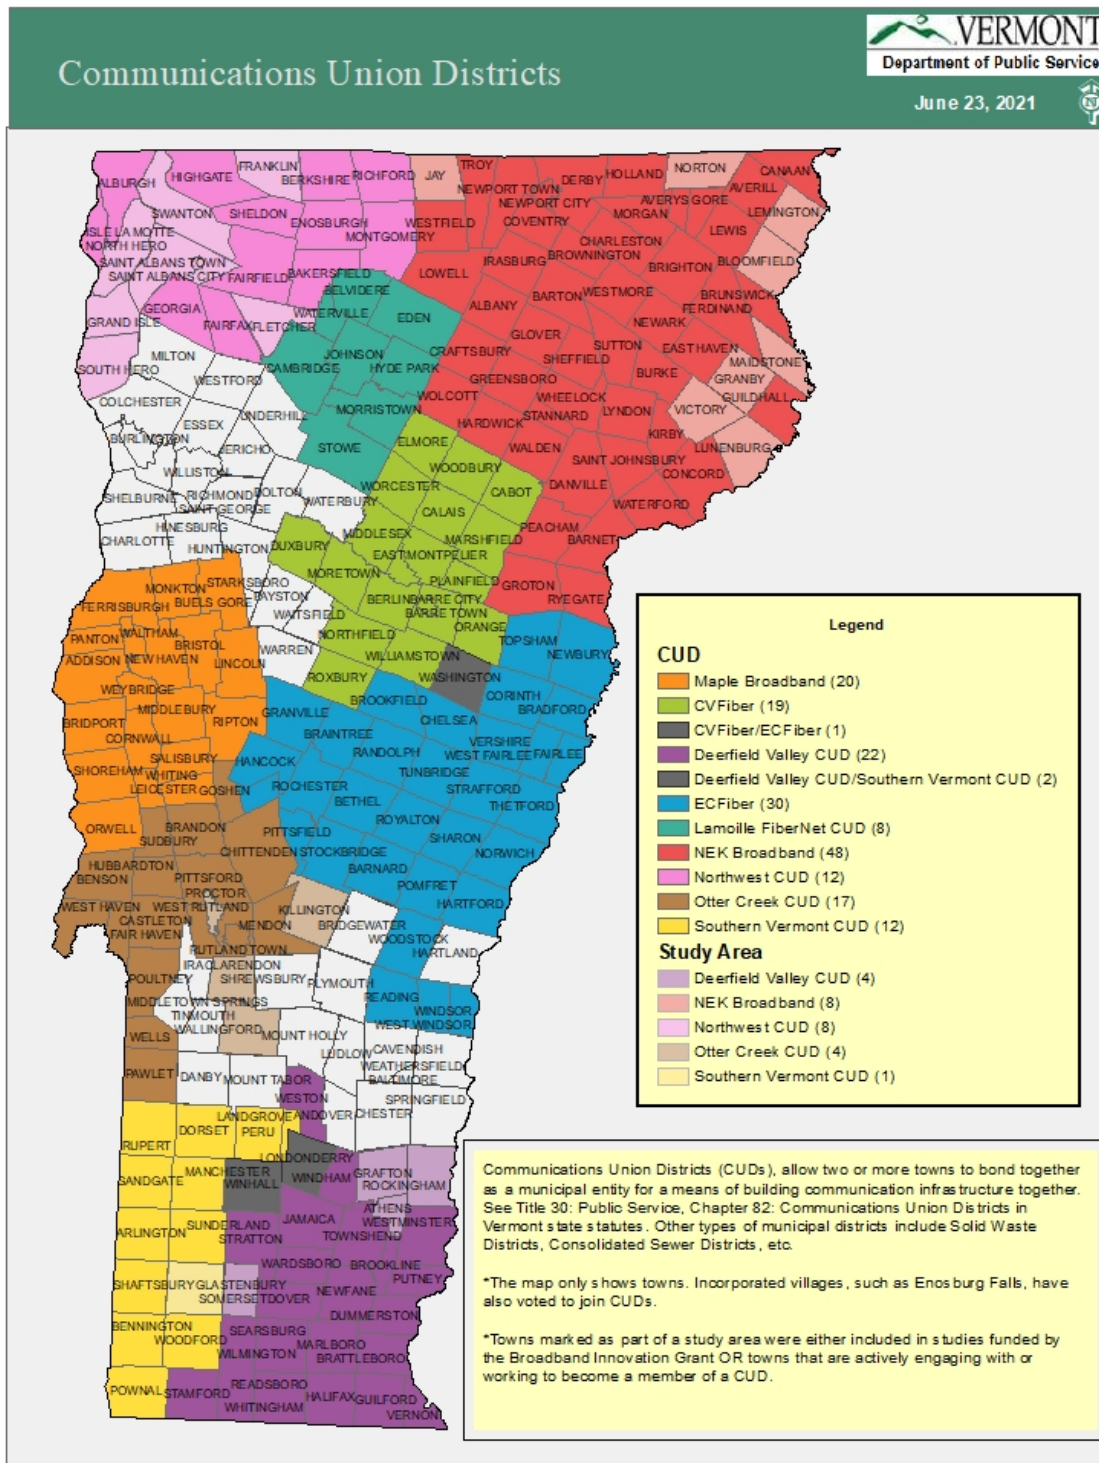 Communications Union Districts
VERMONT
Department of Public Service
June 23, 2021
N
FRANKLIN
ALBURGH
HIGHGATE
BERKSHIRE
RICHFORD
JAY
TROY
NEWPORT TOWN
DERBY
HOLLAND
NORTON
CANAAN
AVERILL
NEWPORT CITY
AVERYS GORE
SWANTON
SHELDON
ENOSBURGH
WESTFIELD
COVENTRY
MORGAN
LEMINGTON
ISLE LA MOTTE
MONTGOMERY
LEWIS
NORTH HERO
CHARLESTON
SAINT ALBANS TOWN
IRASBURG
BROWNINGTON
BLOOMFIELD
SAINT ALBANS CITY
FAIRFIELD
BAKERSFIELD
LOWELL
BRIGHTON
BELVIDERE
BARTON
WESTMORE
BRUNSWICK
GEORGIA
WATERVILLE
ALBANY
FERDINAND
GRAND ISLE
FAIRFAX
FLETCHER
EDEN
NEWARK
GLOVER
SUTTON
EAST HAVEN
MILTON
JOHNSON
CRAFTSBURY
SHEFFIELD
MAIDSTONE
SOUTH HERO
CAMBRIDGE
HYDE PARK
BURKE
GRANBY
WESTFORD
GREENSBORO
COLCHESTER
WOLCOTT
WHEELOCK
GUILDHALL
UNDERHILL
MORRISTOWN
STANNARD
LYNDON
VICTORY
ESSEX
HARDWICK
BURLINGTON
ELMORE
KIRBY
JERICHO
STOWE
WALDEN
LUNENBURG
WILLISTON
WOODBURY
SAINT JOHNSBURY
CONCORD
SHELBURNE
RICHMOND
BOLTON
WORCESTER
CABOT
DANVILLE
SAINT GEORGE
WATERBURY
CALAIS
WATERFORD
HINESBURG
MIDDLESEX
PEACHAM
CHARLOTTE
HUNTINGTON
DUXBURY
MARSHFIELD
BARNET
EAST MONTPELIER
MORETOWN
STARKSBORO
PLAINFIELD
GROTON
MONKTON
FAYSTON
BERLIN
BARRE CITY
RYEGATE
FERRISBURGH
BUELS GORE
WAITSFIELD
BARRE TOWN
ORANGE
PANTON
WALTHAM
NORTHFIELD
TOPSHAM
BRISTOL
WARREN
WILLIAMSTOWN
NEWBURY
ADDISON
NEW HAVEN
LINCOLN
ROXBURY
WASHINGTON
WEYBRIDGE
BROOKFIELD
CORINTH
MIDDLEBURY
GRANVILLE
BRADFORD
BRIDPORT
RIPTON
CHELSEA
CORNWALL
BRAINTREE
VERSHIRE
SALISBURY
HANCOCK
RANDOLPH
WEST FAIRLEE
FAIRLEE
SHOREHAM
WHITING
TUNBRIDGE
LEICESTER
GOSHEN
ROCHESTER
STRAFFORD
BETHEL
THETFORD
ORWELL
BRANDON
PITTSFIELD
ROYALTON
SUDBURY
SHARON
CHITTENDEN
STOCKBRIDGE
NORWICH
HUBBARDTON
BARNARD
BENSON
PITTSFORD
POMFRET
PROCTOR
HARTFORD
WEST HAVEN
WEST RUTLAND
KILLINGTON
CASTLETON
MENDON
BRIDGEWATER
FAIR HAVEN
WOODSTOCK
RUTLAND TOWN
HARTLAND
IRA
CLARENDON
POULTNEY
SHREWSBURY
PLYMOUTH
READING
MIDDLETOWN SPRINGS
WINDSOR
TINMOUTH
WEST WINDSOR
WELLS
WALLINGFORD
MOUNT HOLLY
CAVENDISH
LUDLOW
WEATHERSFIELD
PAWLET
DANBY
MOUNT TABOR
BALTIMORE
WESTON
SPRINGFIELD
LANDGROVE
ANDOVER
CHESTER
DORSET
PERU
RUPERT
LONDONDERRY
SANDGATE
MANCHESTER
WINHALL
WINDHAM
GRAFTON
ROCKINGHAM
ATHENS
ARLINGTON
SUNDERLAND
JAMAICA
WESTMINSTER
STRATTON
TOWNSHEND
WARDSBORO
BROOKLINE
SHAFTSBURY
GLASTENBURY
PUTNEY
SOMERSET
DOVER
NEWFANE
DUMMERSTON
BENNINGTON
WOODFORD
SEARSBURG
MARLBORO
WILMINGTON
BRATTLEBORO
POWNAL
STAMFORD
READSBORO
HALIFAX
GUILFORD
WHITINGHAM
VERNON
Legend
CUD
Maple Broadband (20)
CVFiber (19)
CVFiber/ECFiber (1)
Deerfield Valley CUD (22)
Deerfield Valley CUD/Southern Vermont CUD (2)
ECFiber (30)
Lamoille FiberNet CUD (8)
NEK Broadband (48)
Northwest CUD (12)
Otter Creek CUD (17)
Southern Vermont CUD (12)
Study Area
Deerfield Valley CUD (4)
NEK Broadband (8)
Northwest CUD (8)
Otter Creek CUD (4)
Southern Vermont CUD (1)
Communications Union Districts (CUDs), allow two or more towns to bond together
as a municipal entity for a means of building communication infrastructure together.
See Title 30: Public Service, Chapter 82: Communications Union Districts in
Vermont state statutes. Other types of municipal districts include Solid Waste
Districts, Consolidated Sewer Districts, etc.
*The map only shows towns. Incorporated villages, such as Enosburg Falls, have
also voted to join CUDs.
*Towns marked as part of a study area were either included in studies funded by
the Broadband Innovation Grant OR towns that are actively engaging with or
working to become a member of a CUD.